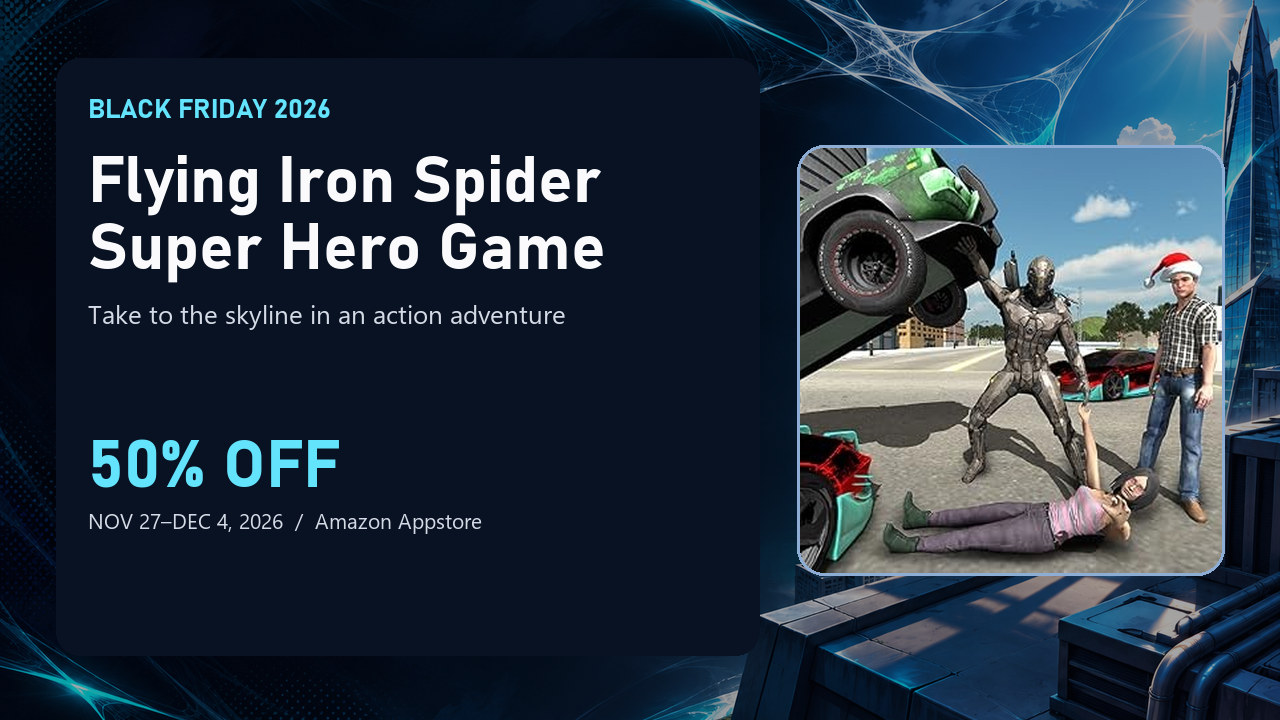 BLACK FRIDAY 2026
Flying Iron Spider
Super Hero Game
Take to the skyline in an action adventure
50% OFF
NOV 27–DEC 4, 2026 / Amazon Appstore